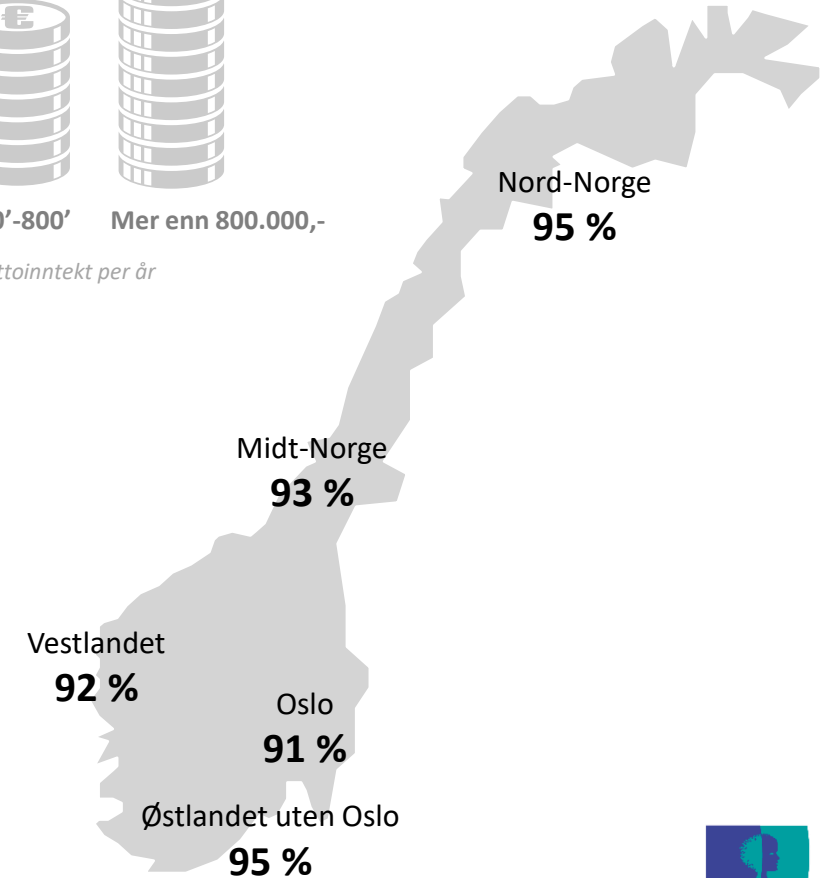 €
0’-800’ Mer enn 800.000,-
ttoinntekt per år
Nord-Norge
95 %
Midt-Norge
93 %
Vestlandet
92 %
Oslo
91 %
Østlandet uten Oslo
95 %